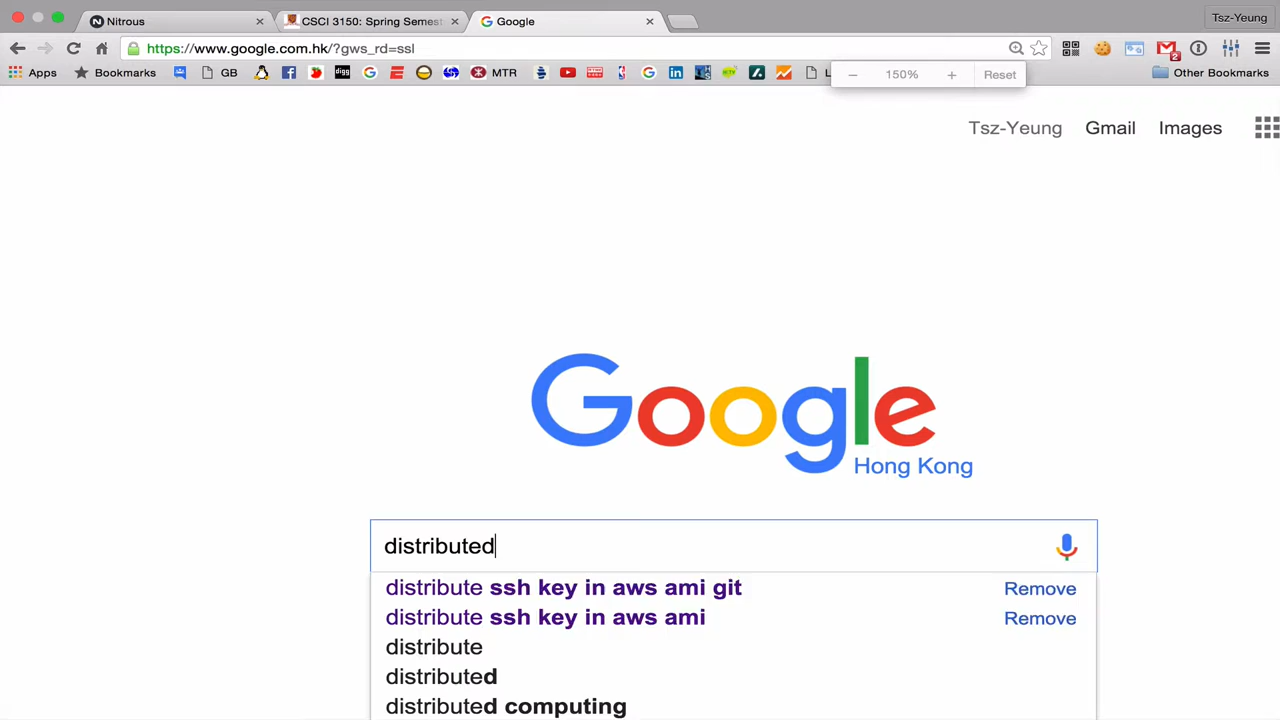 Nitrous
CSCI 3150: Spring Semest
Google
Tsz-Yeung
https://www.google.com.hk/?gws_rd=ssl
2
Apps
Bookmarks
GB
MTR
L
Other Bookmarks
150%
Reset
Tsz-Yeung
Gmail
Images
Google
Hong Kong
distributed
distribute ssh key in aws ami git
Remove
distribute ssh key in aws ami
Remove
distribute
distributed
distributed computing